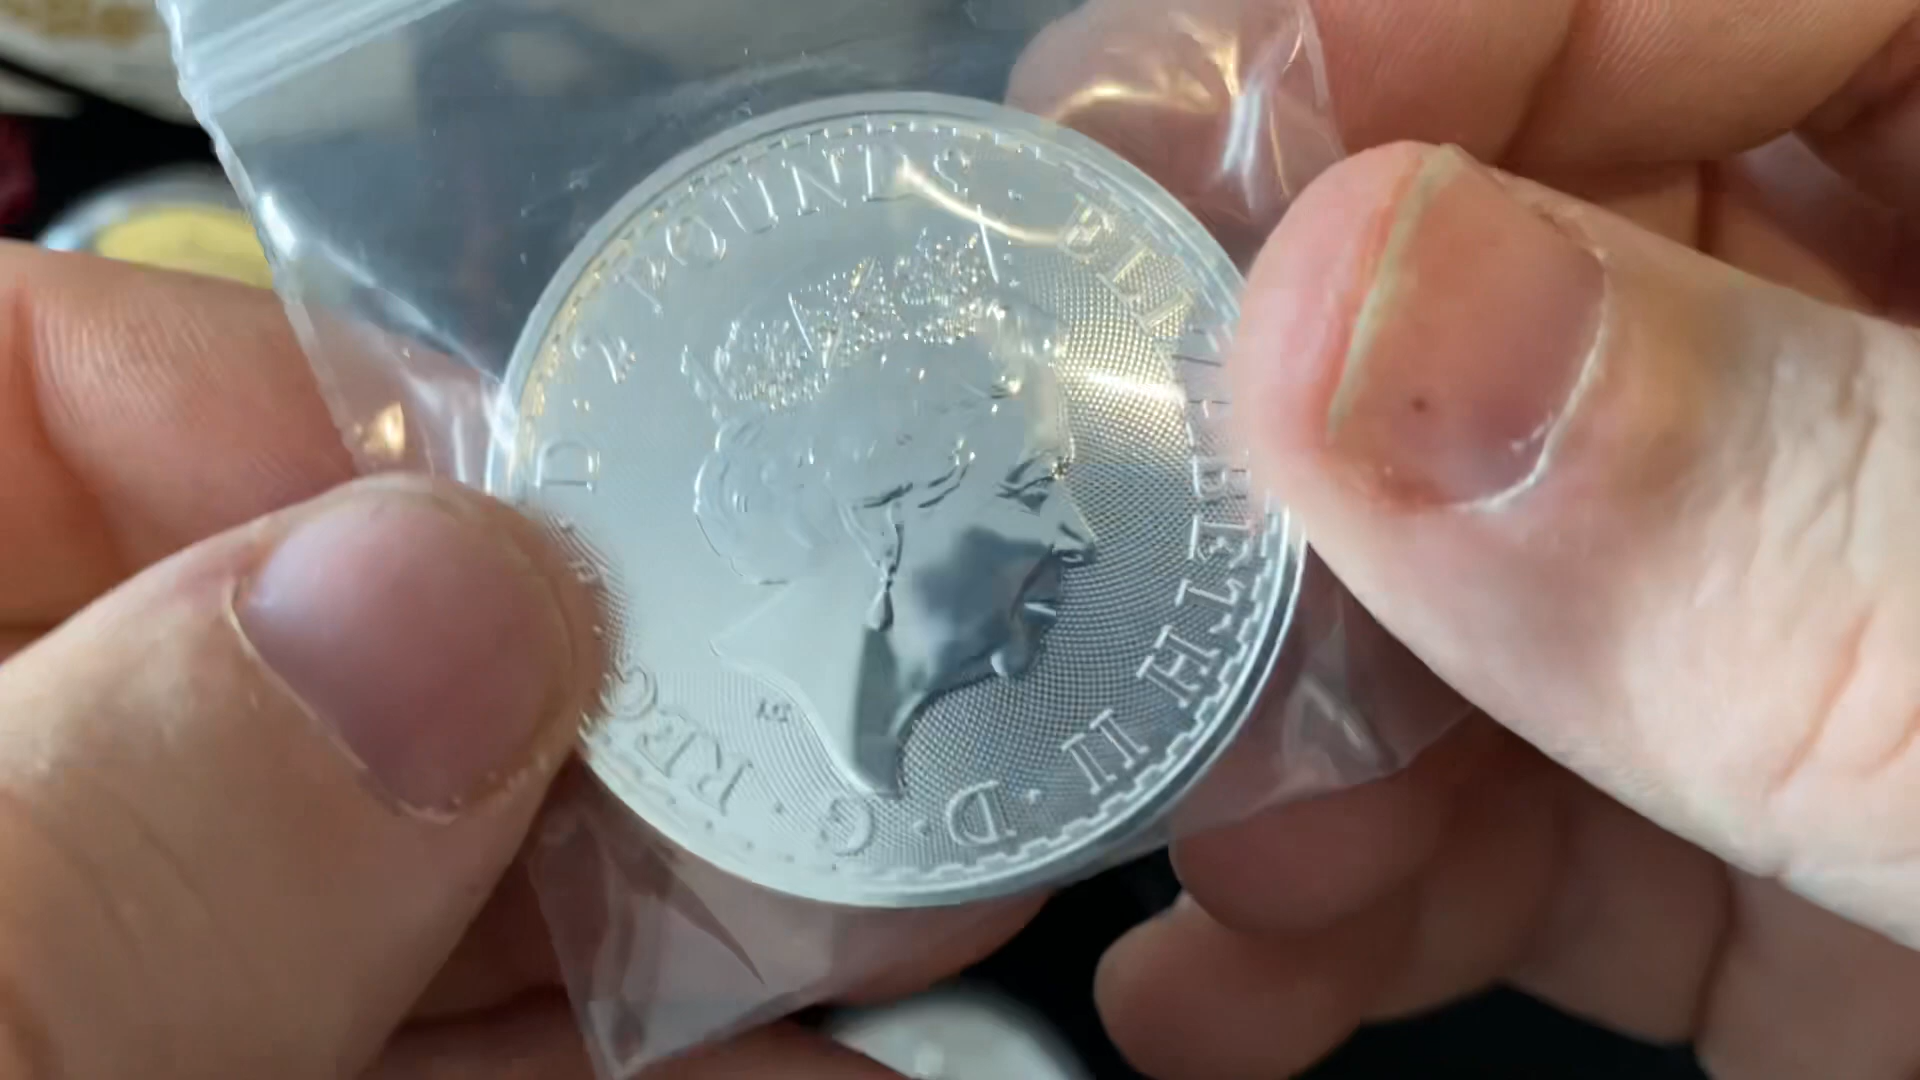 ELIZABETH II · D · G · REG · D · 2 POUNDS ·